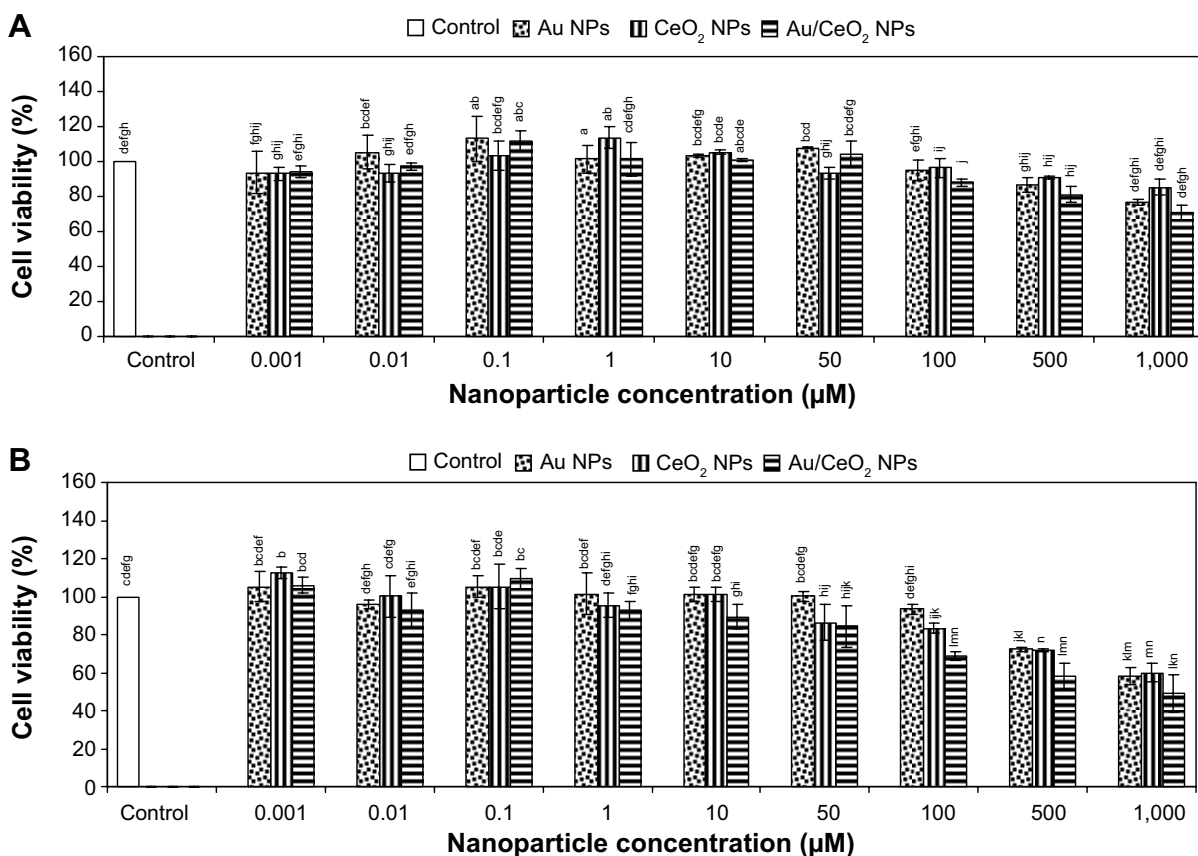 A
Control Au NPs CeO₂ NPs Au/CeO₂ NPs
Cell viability (%)
160
140
120
100
80
60
40
20
0
defgh
fghij ghij efghi
bcdef ghij edfgh
ab bcdefg abc
a ab cdefgh
bcdefg bcde abcde
bcd ghij bcdefg
efghi ij j
ghij hij hij
defghi defghi defgh
Control 0.001 0.01 0.1 1 10 50 100 500 1,000
Nanoparticle concentration (µM)
B
Control Au NPs CeO₂ NPs Au/CeO₂ NPs
Cell viability (%)
160
140
120
100
80
60
40
20
0
cdefg
bcdef b bcd
defgh cdefg efghi
bcdef bcde bc
bcdef defghi fghi
bcdefg bcdefg ghi
bcdefg hij hijk
defghi ijk lmn
jkl n lmn
klm mn lkn
Control 0.001 0.01 0.1 1 10 50 100 500 1,000
Nanoparticle concentration (µM)